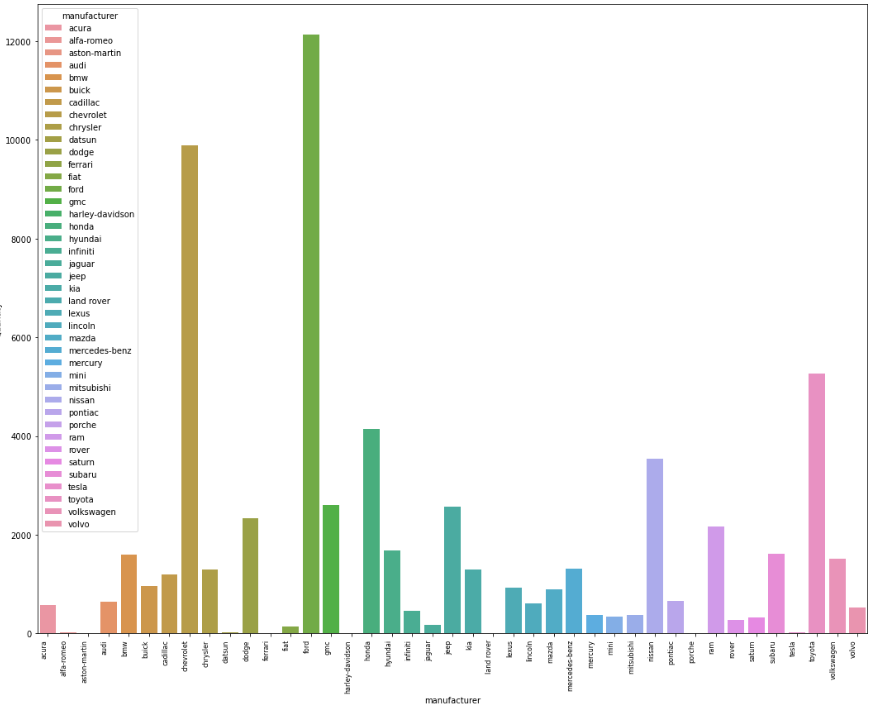 manufacturer
acura
alfa-romeo
aston-martin
audi
bmw
buick
cadillac
chevrolet
chrysler
datsun
dodge
ferrari
fiat
ford
gmc
harley-davidson
honda
hyundai
infiniti
jaguar
jeep
kia
land rover
lexus
lincoln
mazda
mercedes-benz
mercury
mini
mitsubishi
nissan
pontiac
porche
ram
rover
saturn
subaru
tesla
toyota
volkswagen
volvo
12000
10000
8000
6000
4000
2000
0
acura
alfa-romeo
aston-martin
audi
bmw
buick
cadillac
chevrolet
chrysler
datsun
dodge
ferrari
fiat
ford
gmc
harley-davidson
honda
hyundai
infiniti
jaguar
jeep
kia
land rover
lexus
lincoln
mazda
mercedes-benz
mercury
mini
mitsubishi
nissan
pontiac
porche
ram
rover
saturn
subaru
tesla
toyota
volkswagen
volvo
manufacturer